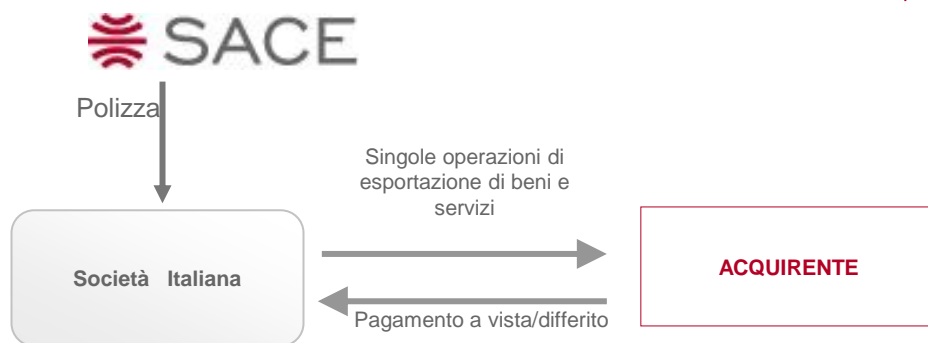 SACE
Polizza
Singole operazioni di
esportazione di beni e
servizi
Società Italiana
ACQUIRENTE
Pagamento a vista/differito